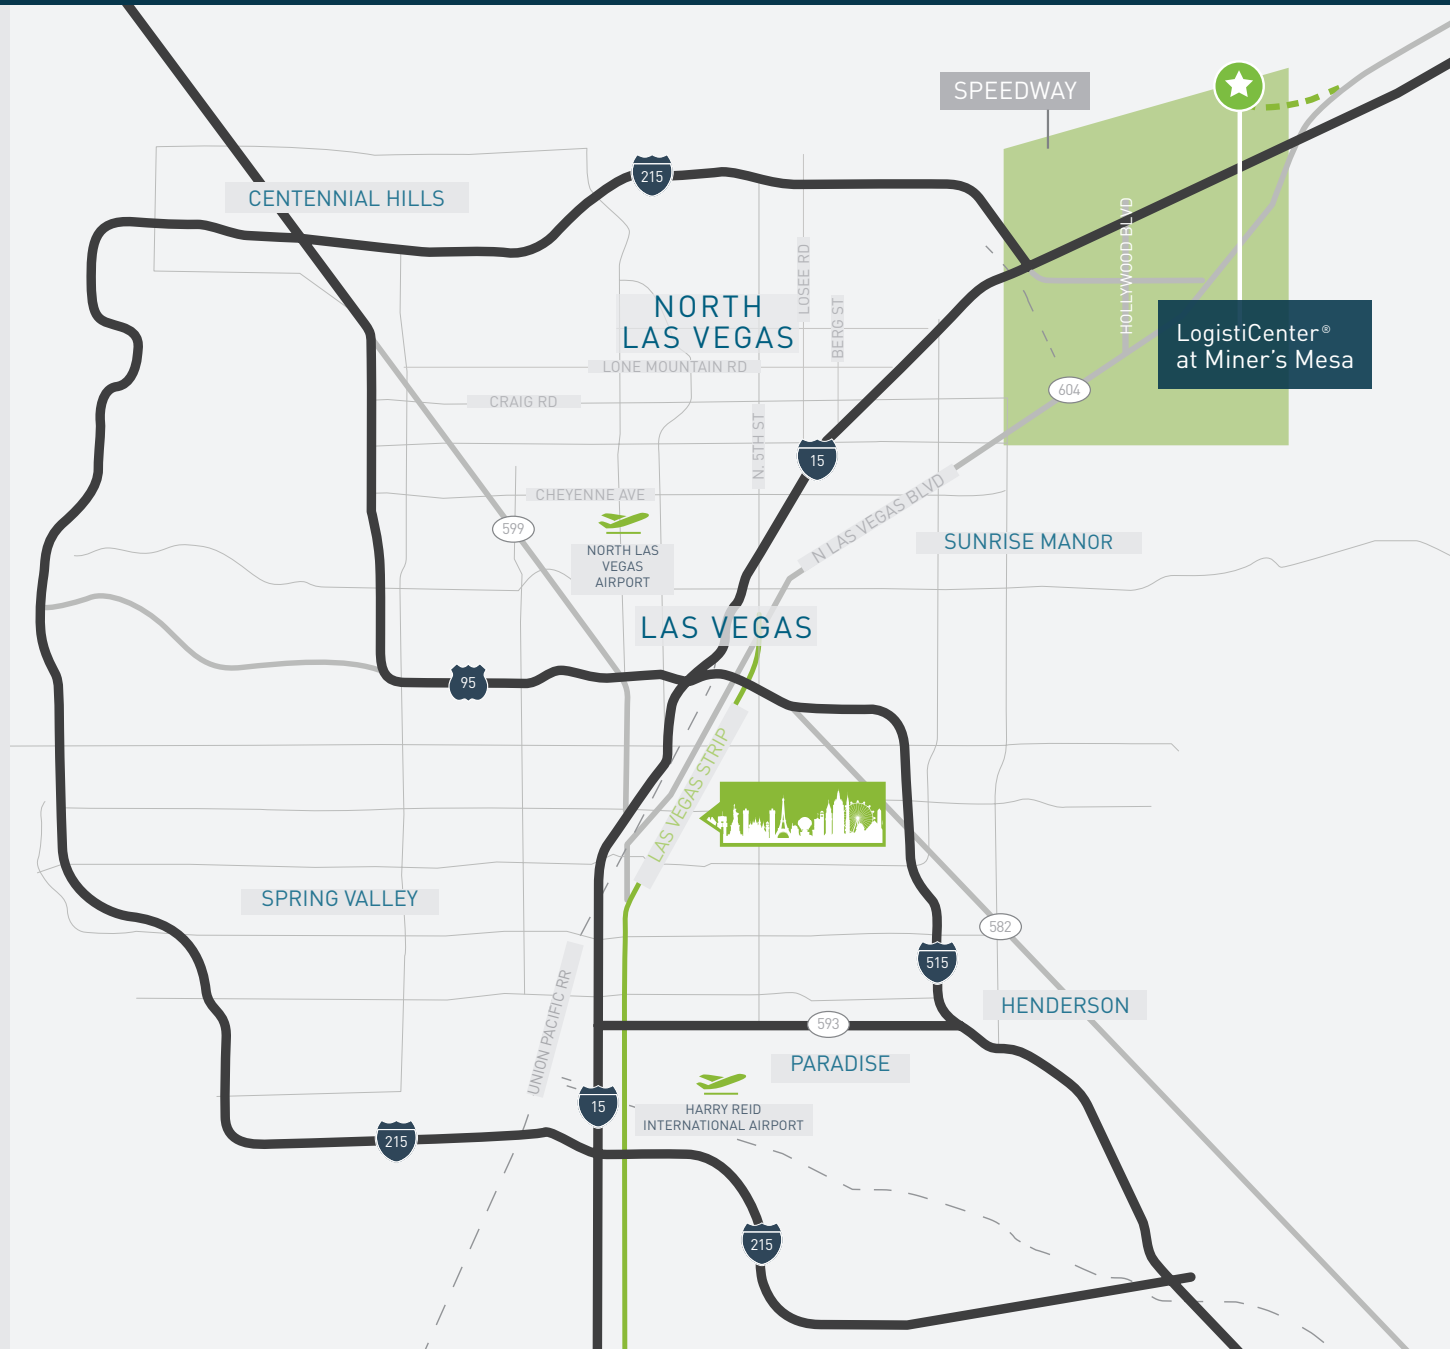 SPEEDWAY
215
CENTENNIAL HILLS
HOLLYWOOD BLVD
LOSEE RD
NORTH
LAS VEGAS
BERG ST
LogistiCenter®
at Miner’s Mesa
LONE MOUNTAIN RD
604
CRAIG RD
N. 5TH ST
15
CHEYENNE AVE
N LAS VEGAS BLVD
599
SUNRISE MANOR
NORTH LAS
VEGAS
AIRPORT
LAS VEGAS
95
LAS VEGAS STRIP
SPRING VALLEY
582
515
UNION PACIFIC RR
HENDERSON
593
PARADISE
15
HARRY REID
INTERNATIONAL AIRPORT
215
215